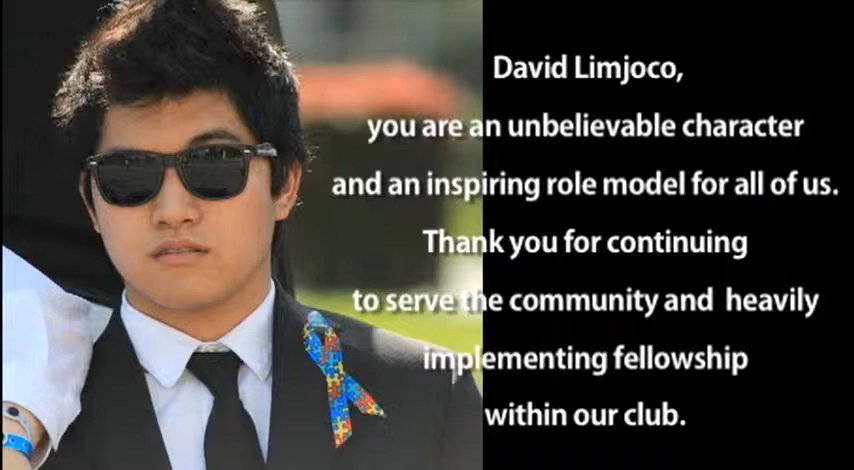 David Limjoco,
you are an unbelievable character
and an inspiring role model for all of us.
Thank you for continuing
to serve the community and heavily
implementing fellowship
within our club.